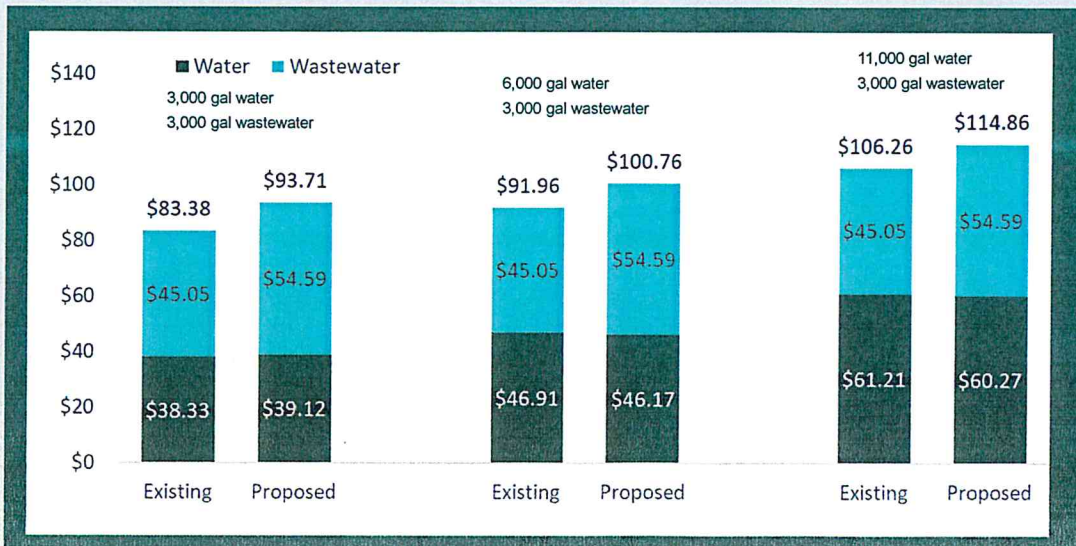 $140
$120
$100
$80
$60
$40
$20
$0
Water Wastewater
3,000 gal water
3,000 gal wastewater
$83.38
$45.05
$38.33
Existing
$93.71
$54.59
$39.12
Proposed
6,000 gal water
3,000 gal wastewater
$91.96
$45.05
$46.91
Existing
$100.76
$54.59
$46.17
Proposed
11,000 gal water
3,000 gal wastewater
$106.26
$45.05
$61.21
Existing
$114.86
$54.59
$60.27
Proposed